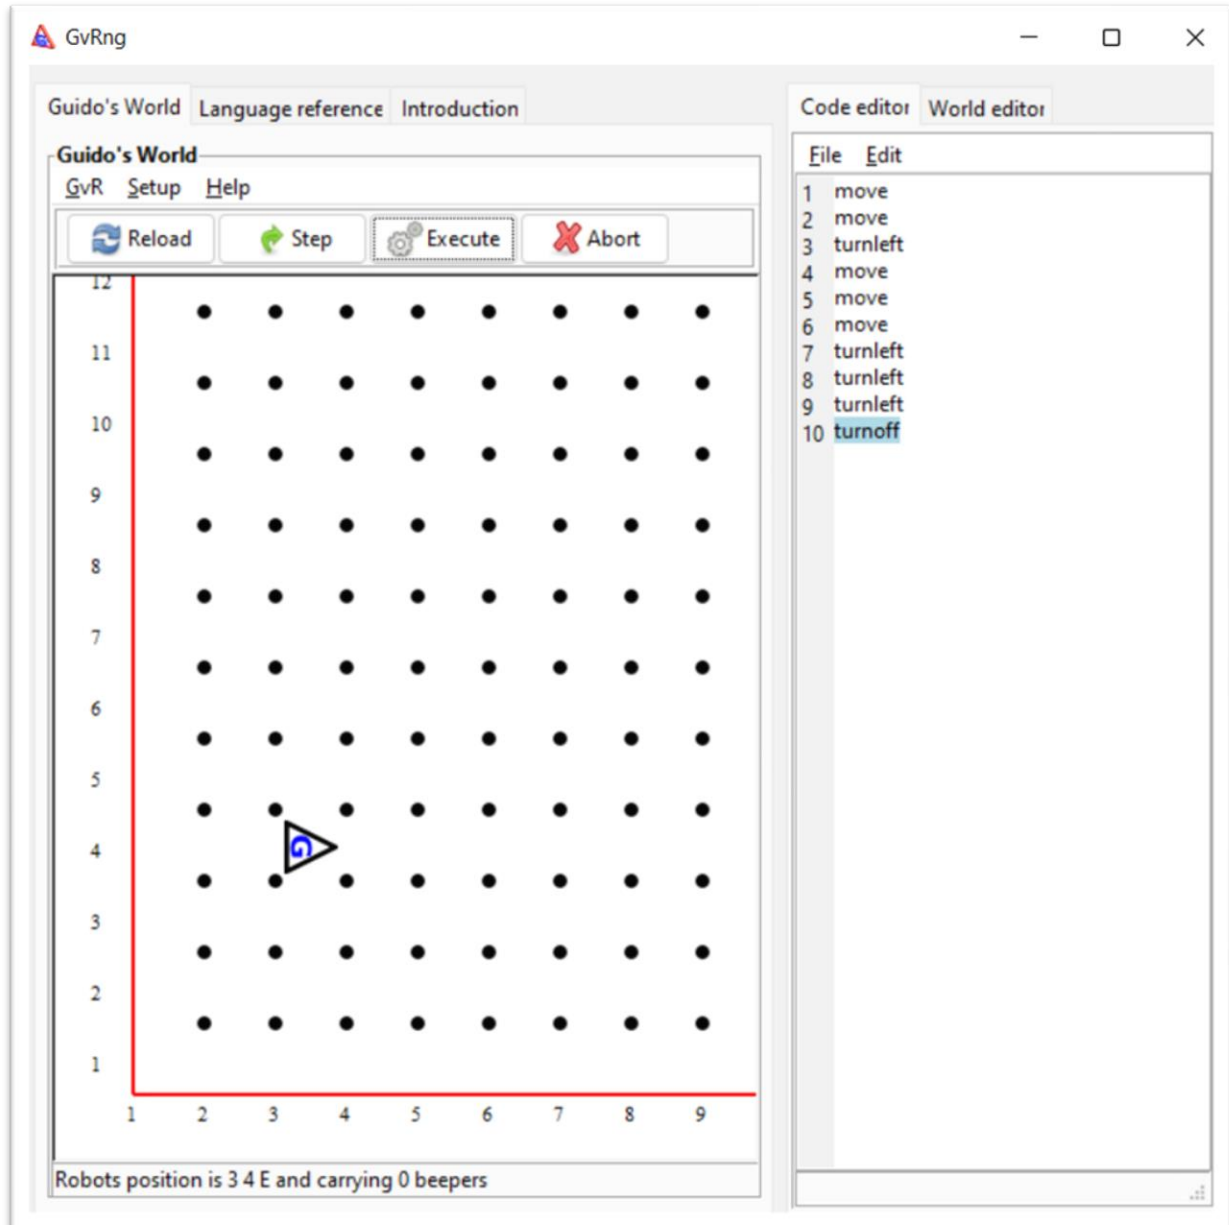 GvRng
Guido's World Language reference Introduction
Guido's World
GvR Setup Help
Reload Step Execute Abort
12
11
10
9
8
7
6
5
4
G
3
2
1
1 2 3 4 5 6 7 8 9
Robots position is 3 4 E and carrying 0 beepers
Code editor World editor
File Edit
1 move
2 move
3 turnleft
4 move
5 move
6 move
7 turnleft
8 turnleft
9 turnleft
10 turnoff